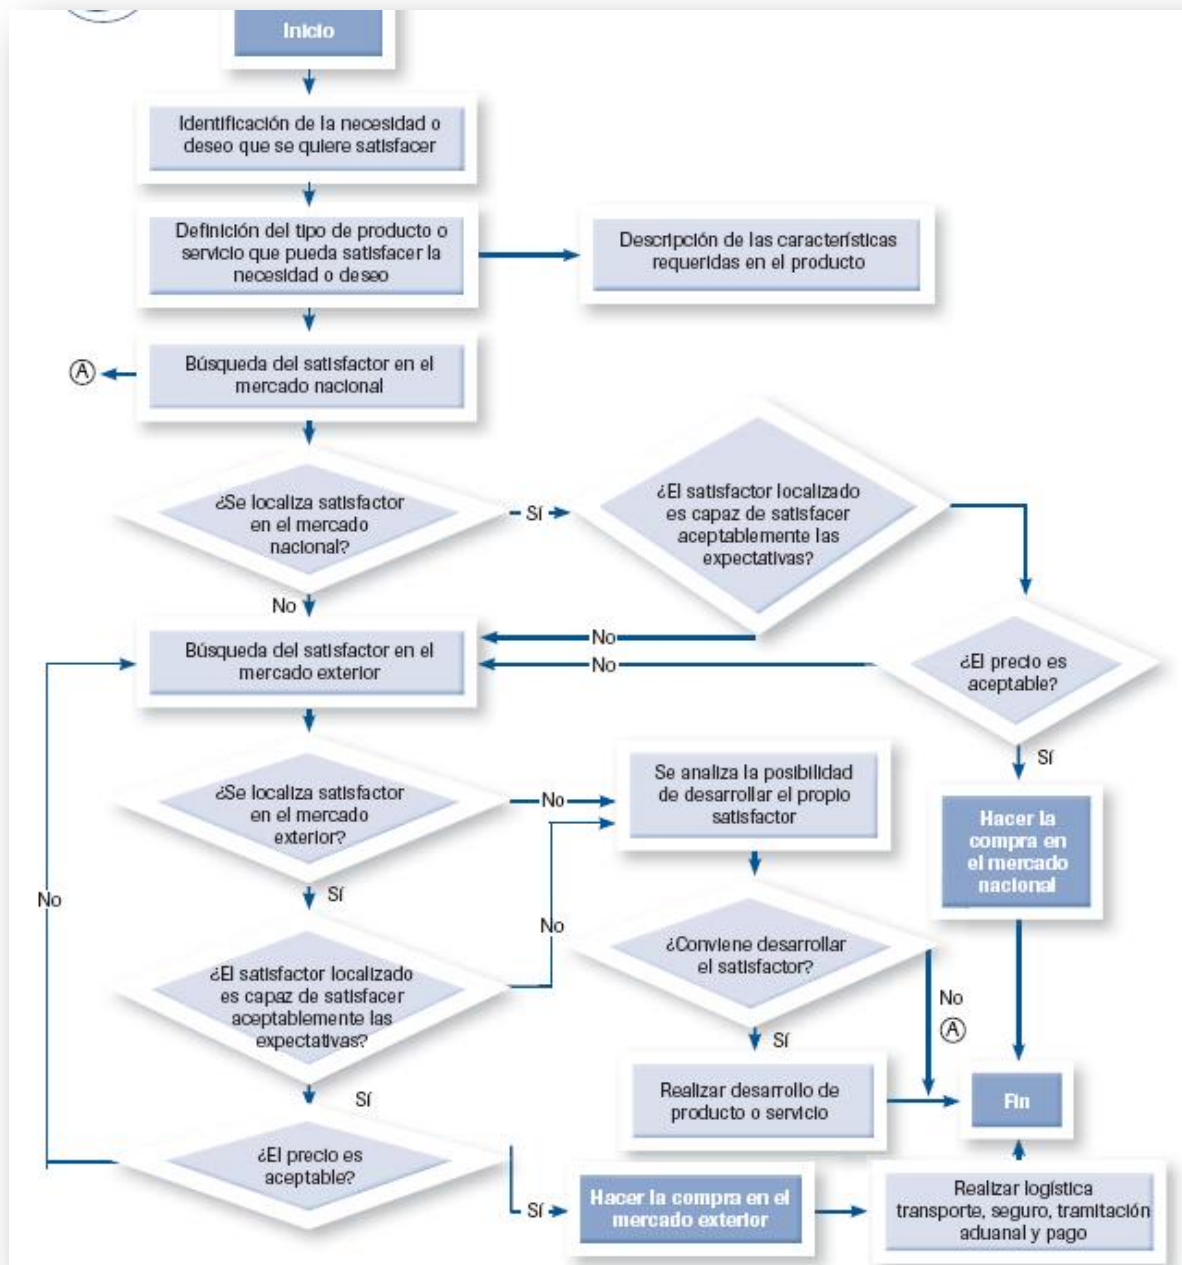 Inicio
Identificación de la necesidad o
deseo que se quiere satisfacer
Definición del tipo de producto o
servicio que pueda satisfacer la
necesidad o deseo
Descripción de las características
requeridas en el producto
A
Búsqueda del satisfactor en el
mercado nacional
¿Se localiza satisfactor
en el mercado
nacional?
Sí
¿El satisfactor localizado
es capaz de satisfacer
aceptablemente las
expectativas?
No
Búsqueda del satisfactor en el
mercado exterior
No
No
¿El precio es
aceptable?
Sí
¿Se localiza satisfactor
en el mercado
exterior?
No
Se analiza la posibilidad
de desarrollar el propio
satisfactor
Hacer la
compra en
el mercado
nacional
Sí
No
No
¿El satisfactor localizado
es capaz de satisfacer
aceptablemente las
expectativas?
¿Conviene desarrollar
el satisfactor?
No
A
Sí
Sí
Realizar desarrollo de
producto o servicio
Fin
¿El precio es
aceptable?
Sí
Hacer la compra en el
mercado exterior
Realizar logística
transporte, seguro, tramitación
aduanal y pago